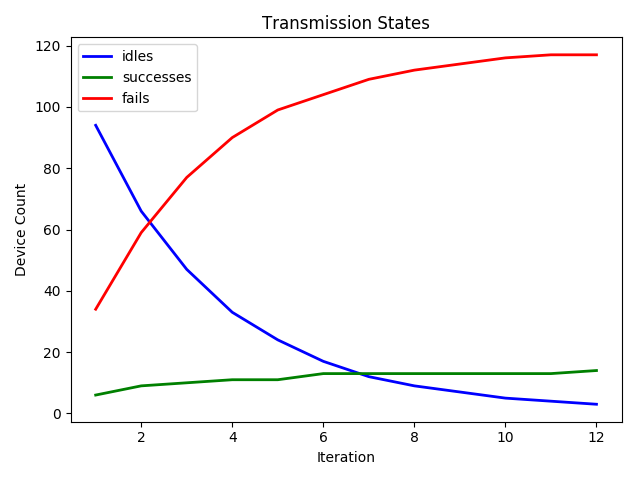 Transmission States
idles
successes
fails
Device Count
120
100
80
60
40
20
0
2 4 6 8 10 12
Iteration